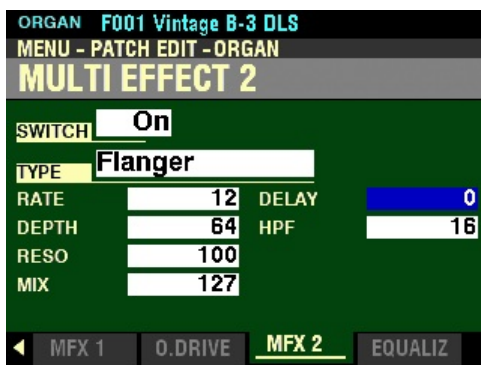 ORGAN F001 Vintage B-3 DLS
MENU - PATCH EDIT - ORGAN
MULTI EFFECT 2
SWITCH On
TYPE Flanger
RATE 12 DELAY 0
DEPTH 64 HPF 16
RESO 100
MIX 127
MFX 1 O.DRIVE MFX 2 EQUALIZ